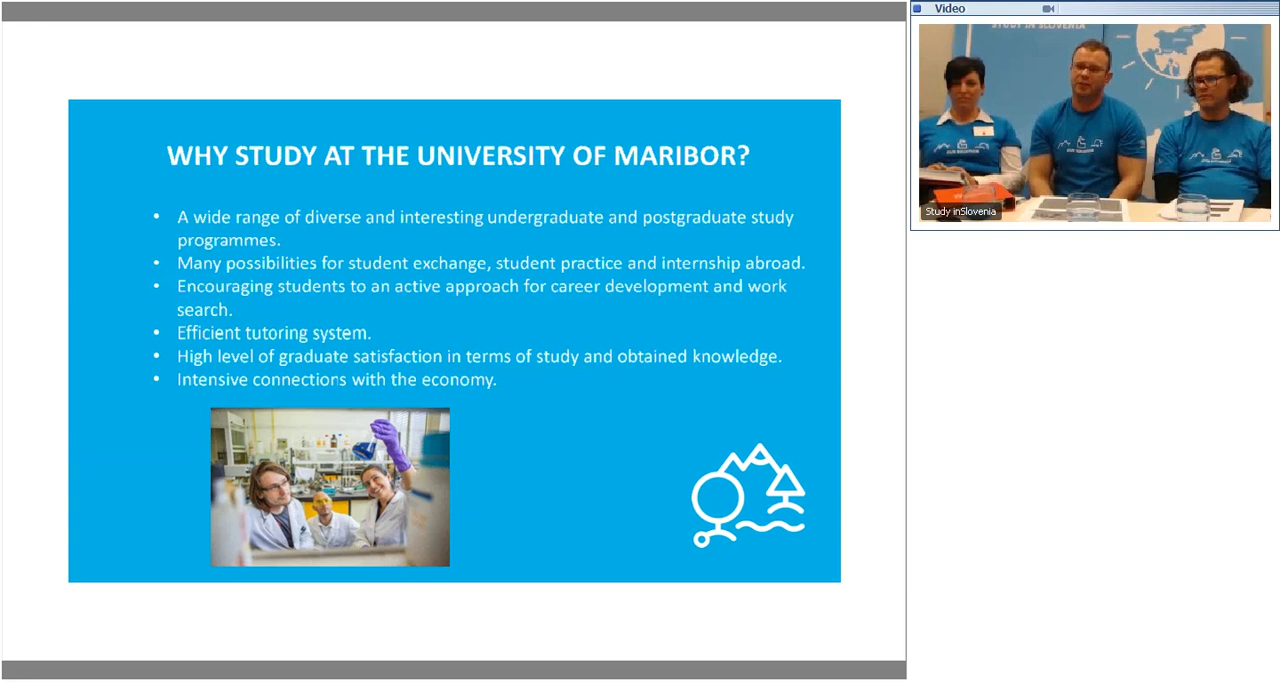 WHY STUDY AT THE UNIVERSITY OF MARIBOR?
• A wide range of diverse and interesting undergraduate and postgraduate study
programmes.
• Many possibilities for student exchange, student practice and internship abroad.
• Encouraging students to an active approach for career development and work
search.
• Efficient tutoring system.
• High level of graduate satisfaction in terms of study and obtained knowledge.
• Intensive connections with the economy.
Video
STUDY IN SLOVENIA
Study inSlovenia